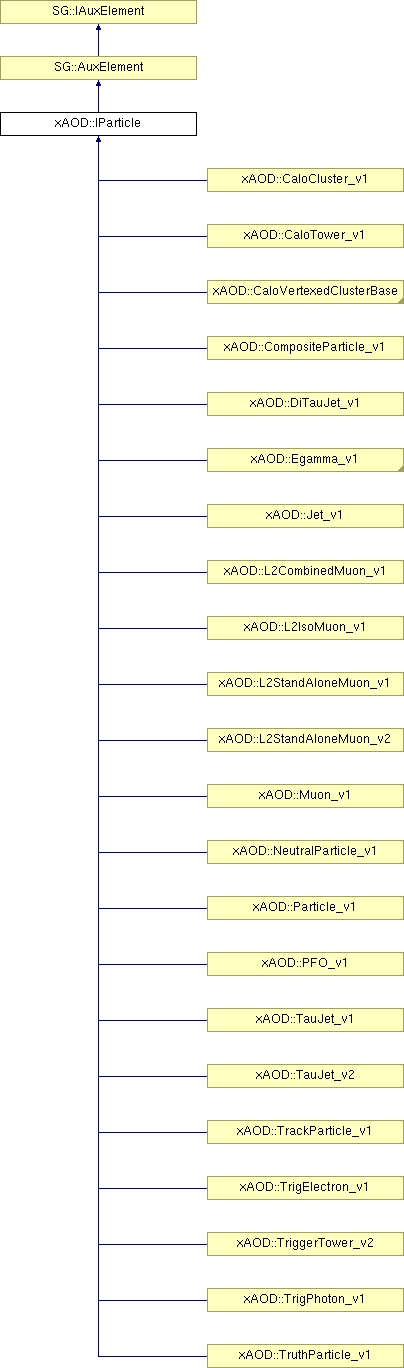 SG::IAuxElement
SG::AuxElement
xAOD::IParticle
xAOD::CaloCluster_v1
xAOD::CaloTower_v1
xAOD::CaloVertexedClusterBase
xAOD::CompositeParticle_v1
xAOD::DiTauJet_v1
xAOD::Egamma_v1
xAOD::Jet_v1
xAOD::L2CombinedMuon_v1
xAOD::L2IsoMuon_v1
xAOD::L2StandAloneMuon_v1
xAOD::L2StandAloneMuon_v2
xAOD::Muon_v1
xAOD::NeutralParticle_v1
xAOD::Particle_v1
xAOD::PFO_v1
xAOD::TauJet_v1
xAOD::TauJet_v2
xAOD::TrackParticle_v1
xAOD::TrigElectron_v1
xAOD::TriggerTower_v2
xAOD::TrigPhoton_v1
xAOD::TruthParticle_v1